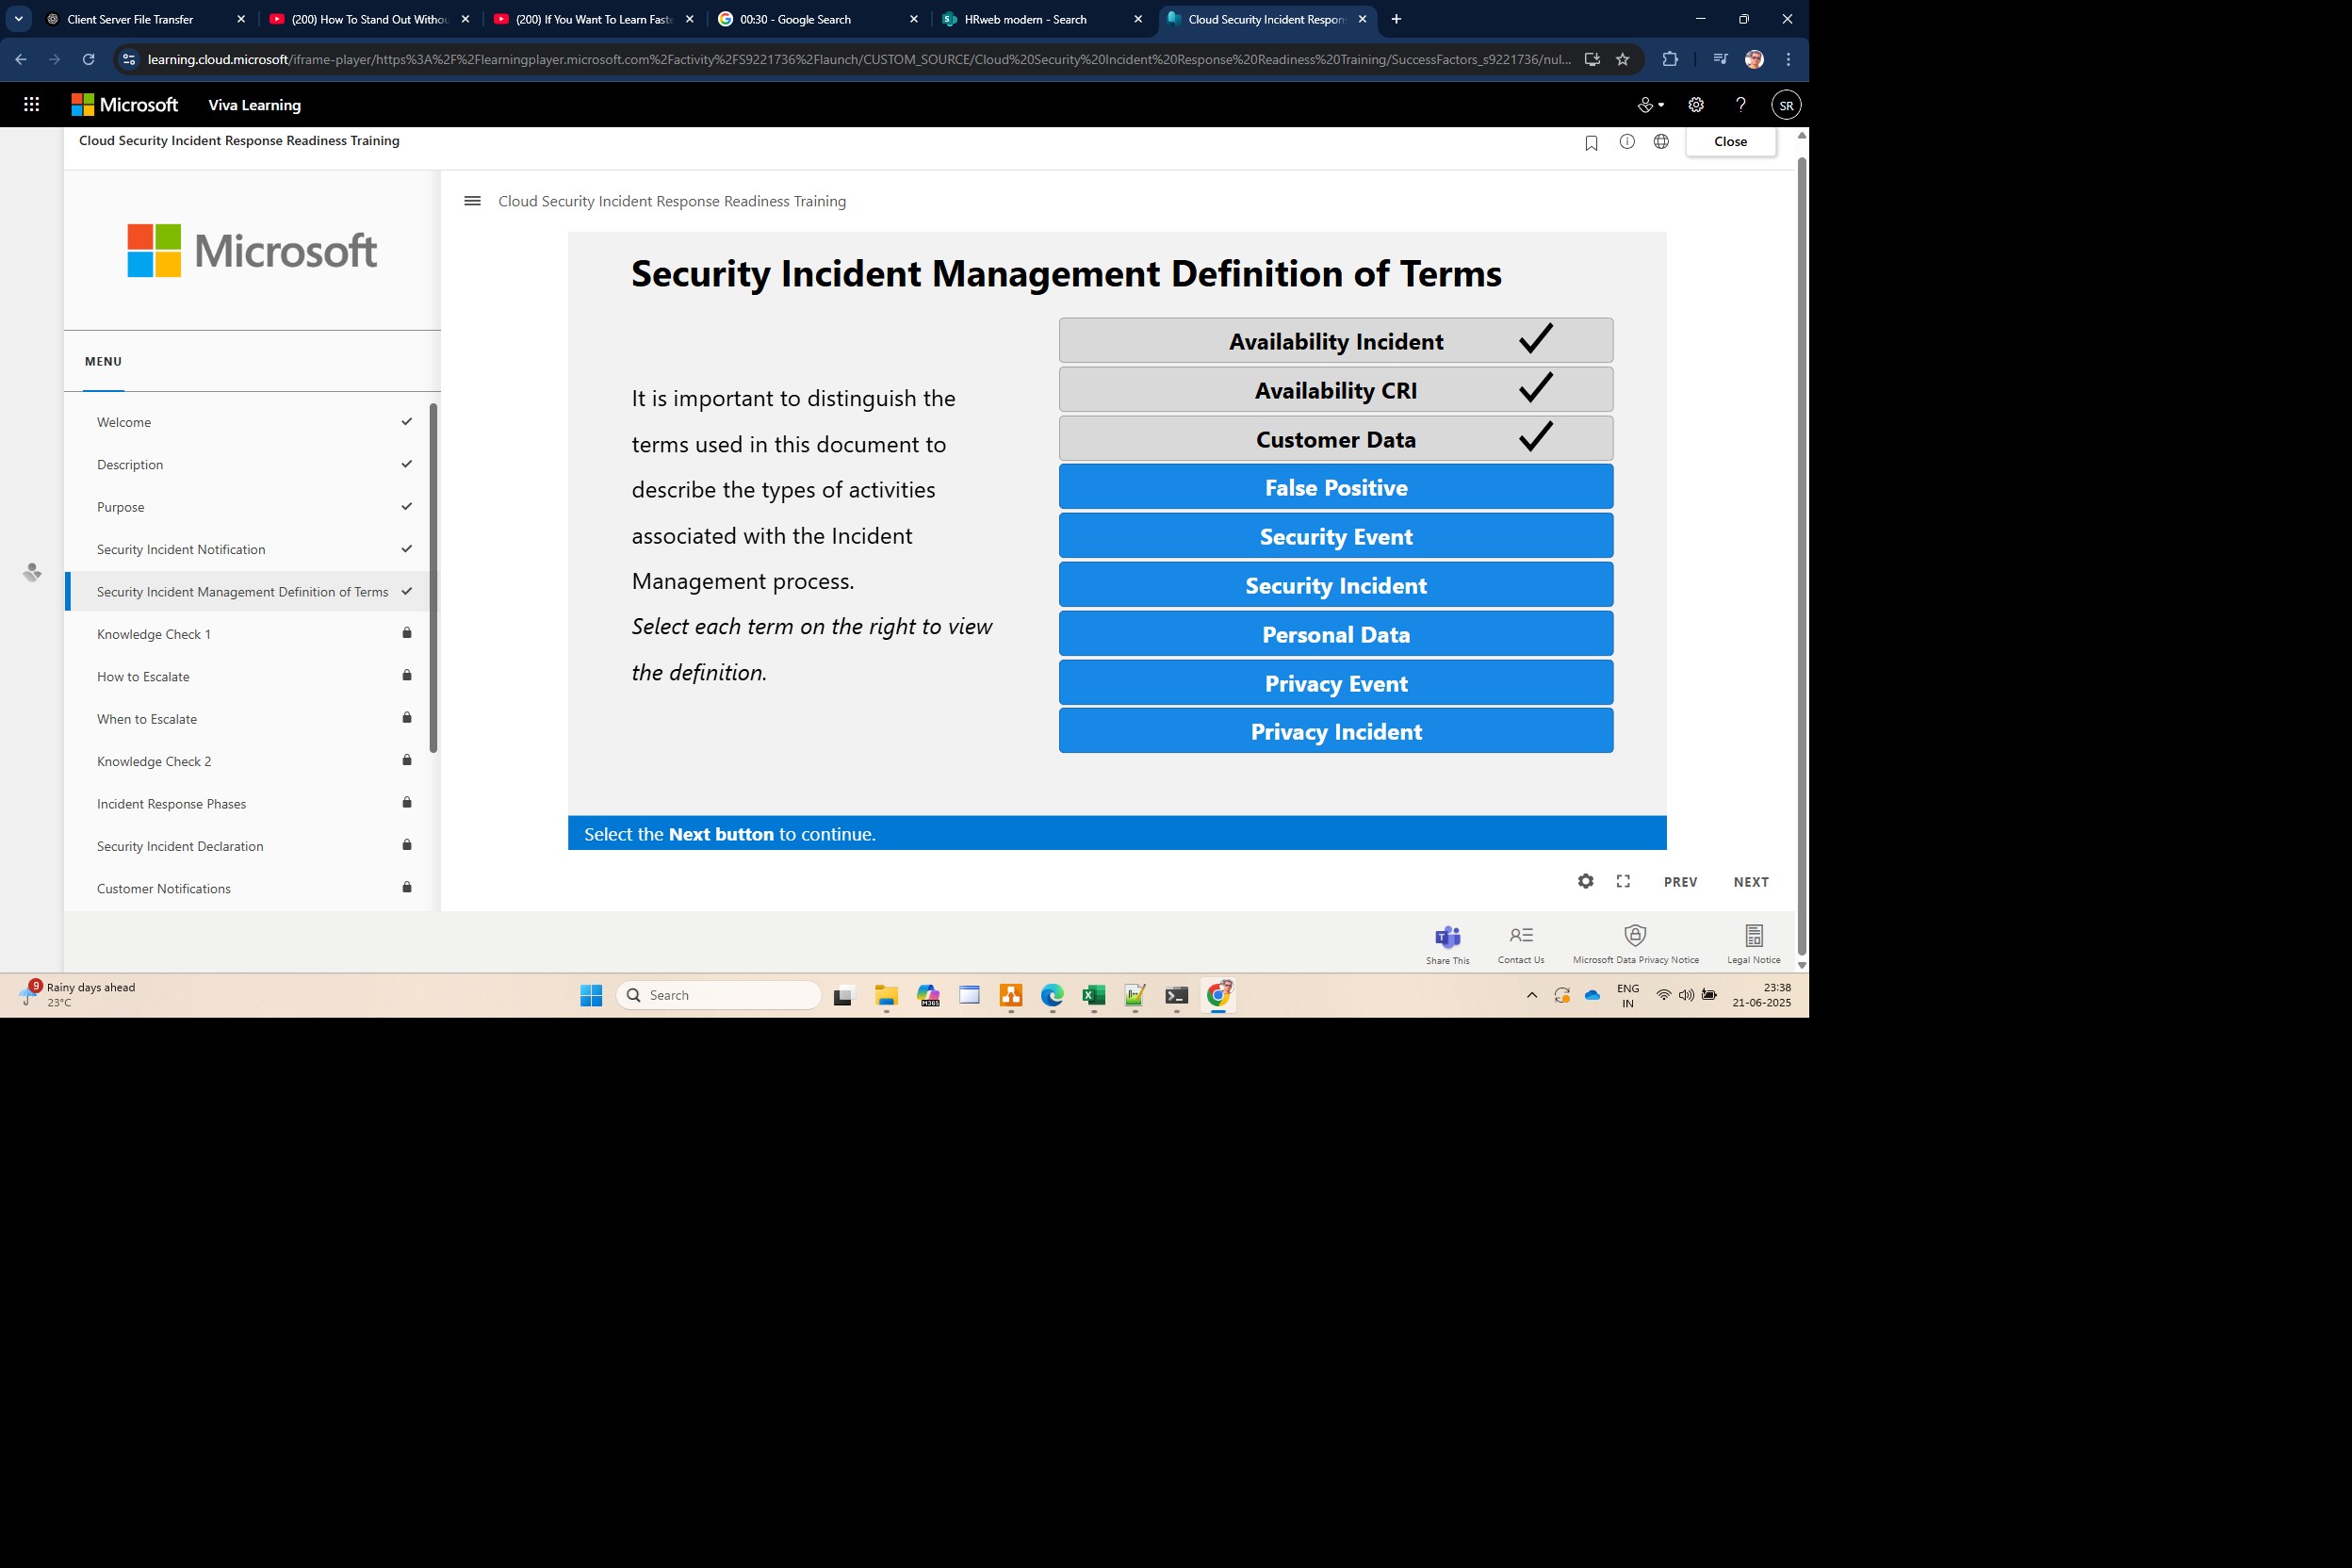 Client Server File Transfer
(200) How To Stand Out Withou
(200) If You Want To Learn Faste
00:30 - Google Search
HRweb modern - Search
Cloud Security Incident Respon
learning.cloud.microsoft/iframe-player/https%3A%2F%2Flearningplayer.microsoft.com%2Factivity%2FS9221736%2Flaunch/CUSTOM_SOURCE/Cloud%20Security%20Incident%20Response%20Readiness%20Training/SuccessFactors_s9221736/nul...
Microsoft
Viva Learning
SR
Cloud Security Incident Response Readiness Training
Close
Microsoft
MENU
Welcome
Description
Purpose
Security Incident Notification
Security Incident Management Definition of Terms
Knowledge Check 1
How to Escalate
When to Escalate
Knowledge Check 2
Incident Response Phases
Security Incident Declaration
Customer Notifications
Cloud Security Incident Response Readiness Training
Security Incident Management Definition of Terms
It is important to distinguish the
terms used in this document to
describe the types of activities
associated with the Incident
Management process.
Select each term on the right to view
the definition.
Availability Incident
Availability CRI
Customer Data
False Positive
Security Event
Security Incident
Personal Data
Privacy Event
Privacy Incident
Select the Next button to continue.
PREV
NEXT
Share This
Contact Us
Microsoft Data Privacy Notice
Legal Notice
9
Rainy days ahead
23°C
Search
M365
ENG
IN
23:38
21-06-2025